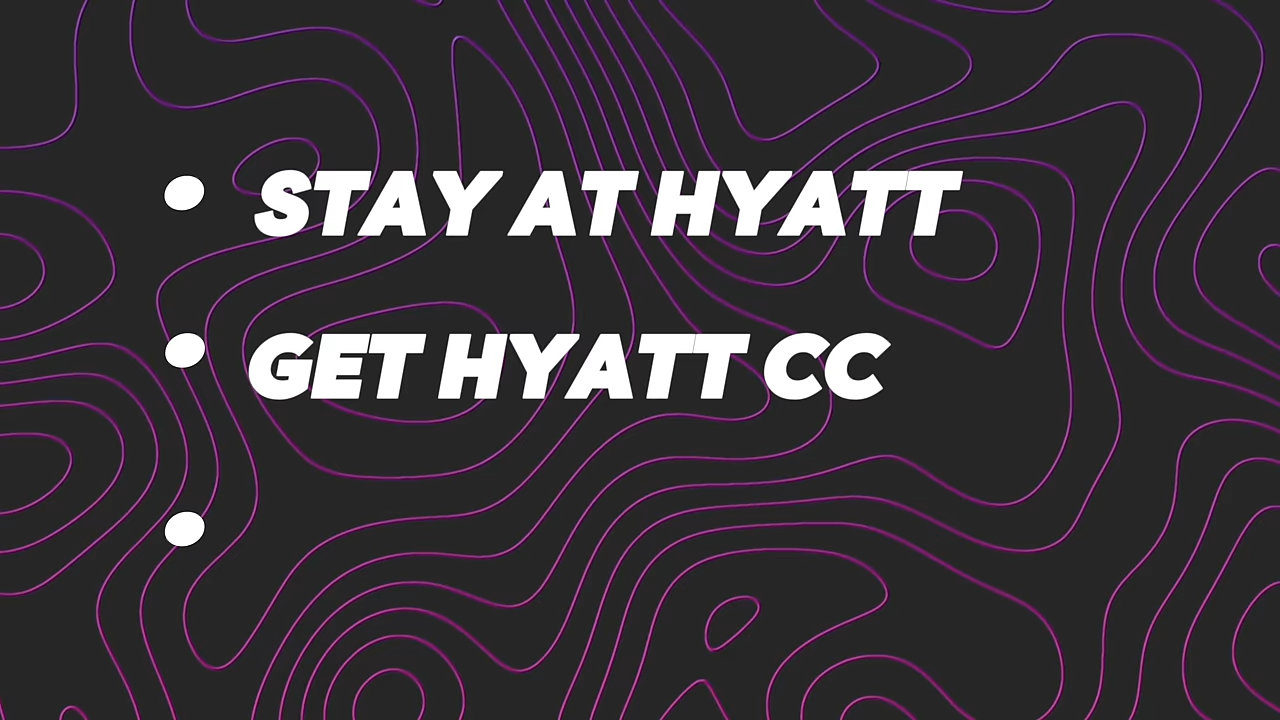 • STAY AT HYATT
• GET HYATT CC
•